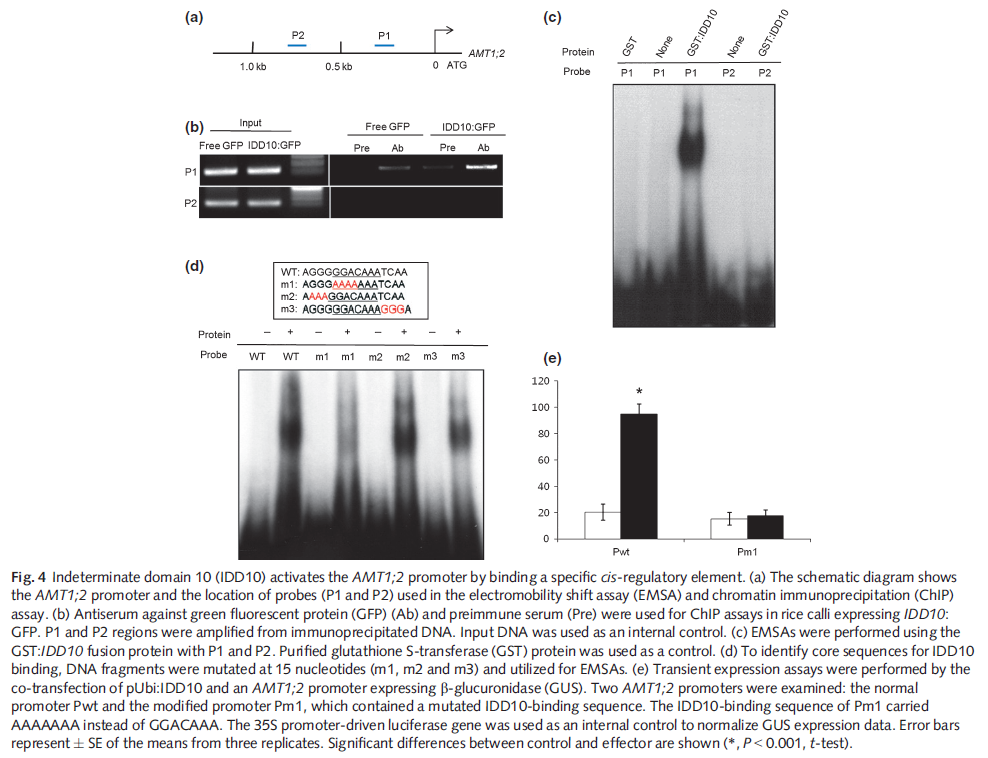 (a)
P2
P1
AMT1;2
1.0 kb
0.5 kb
0
ATG
(b)
Input
Free GFP
IDD10:GFP
Free GFP IDD10:GFP
Pre
Ab
Pre
Ab
P1
P2
(c)
Protein
GST
None
GST:IDD10
None
GST:IDD10
Probe
P1
P1
P1
P2
P2
(d)
WT: AGGGGGACAAATCAA
m1: AGGGAAAAAAATCAA
m2: AAAAGGACAAATCAA
m3: AGGGGGACAAAGGGA
Protein – + – + – + – +
Probe WT WT m1 m1 m2 m2 m3 m3
(e)
120
100
80
60
40
20
0
*
Pwt
Pm1
Fig. 4 Indeterminate domain 10 (IDD10) activates the AMT1;2 promoter by binding a specific cis-regulatory element. (a) The schematic diagram shows
the AMT1;2 promoter and the location of probes (P1 and P2) used in the electromobility shift assay (EMSA) and chromatin immunoprecipitation (ChIP)
assay. (b) Antiserum against green fluorescent protein (GFP) (Ab) and preimmune serum (Pre) were used for ChIP assays in rice calli expressing IDD10:
GFP. P1 and P2 regions were amplified from immunoprecipitated DNA. Input DNA was used as an internal control. (c) EMSAs were performed using the
GST:IDD10 fusion protein with P1 and P2. Purified glutathione S-transferase (GST) protein was used as a control. (d) To identify core sequences for IDD10
binding, DNA fragments were mutated at 15 nucleotides (m1, m2 and m3) and utilized for EMSAs. (e) Transient expression assays were performed by the
co-transfection of pUbi:IDD10 and an AMT1;2 promoter expressing β-glucuronidase (GUS). Two AMT1;2 promoters were examined: the normal
promoter Pwt and the modified promoter Pm1, which contained a mutated IDD10-binding sequence. The IDD10-binding sequence of Pm1 carried
AAAAAAA instead of GGACAAA. The 35S promoter-driven luciferase gene was used as an internal control to normalize GUS expression data. Error bars
represent ± SE of the means from three replicates. Significant differences between control and effector are shown (*, P < 0.001, t-test).